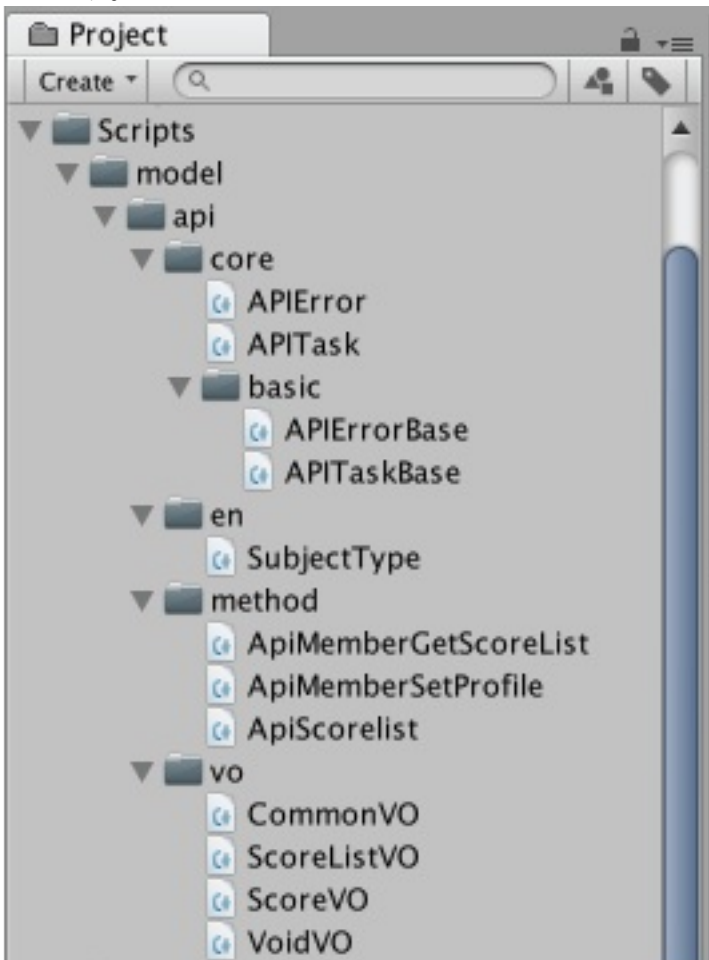 Project
Create
Scripts
model
api
core
APIError
APITask
basic
APIErrorBase
APITaskBase
en
SubjectType
method
ApiMemberGetScoreList
ApiMemberSetProfile
ApiScorelist
vo
CommonVO
ScoreListVO
ScoreVO
VoidVO